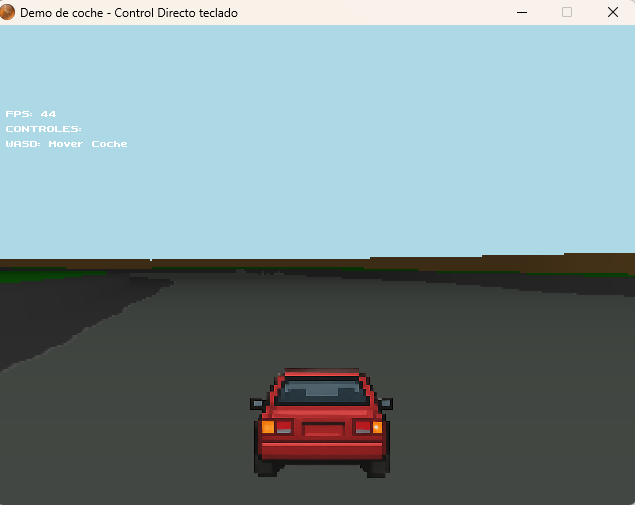 Demo de coche - Control Directo teclado
FPS: 44
CONTROLES:
WASD: Mover Coche